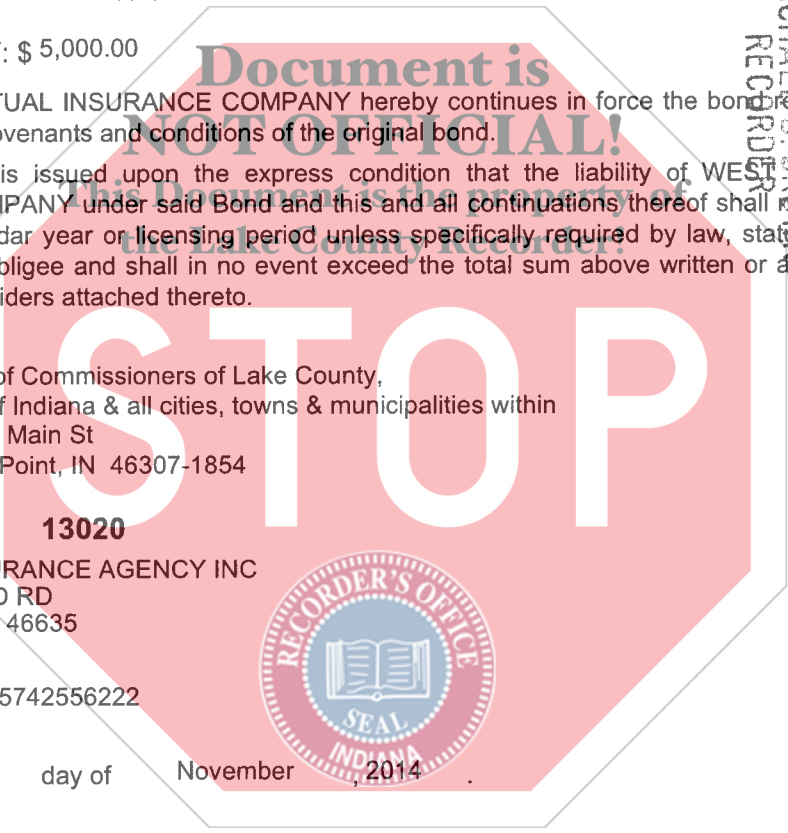 : $ 5,000.00
Document is
TUAL INSURANCE COMPANY hereby continues in force the bond re
ovenants and conditions of the original bond.
NOT OFFICIAL!
is issued upon the express condition that the liability of WEST
This Document is the property of
MPANY under said Bond and this and all continuations thereof shall
dar year or licensing period unless specifically required by law, stat
the Lake County Recorder!
bligee and shall in no event exceed the total sum above written or a
iders attached thereto.
STOP
of Commissioners of Lake County,
f Indiana & all cities, towns & municipalities within
Main St
Point, IN 46307-1854
13020
URANCE AGENCY INC
D RD
46635
5742556222
day of November , 2014 .
RECORDER'S OFFICE
SEAL
INDIANA
RECORDER